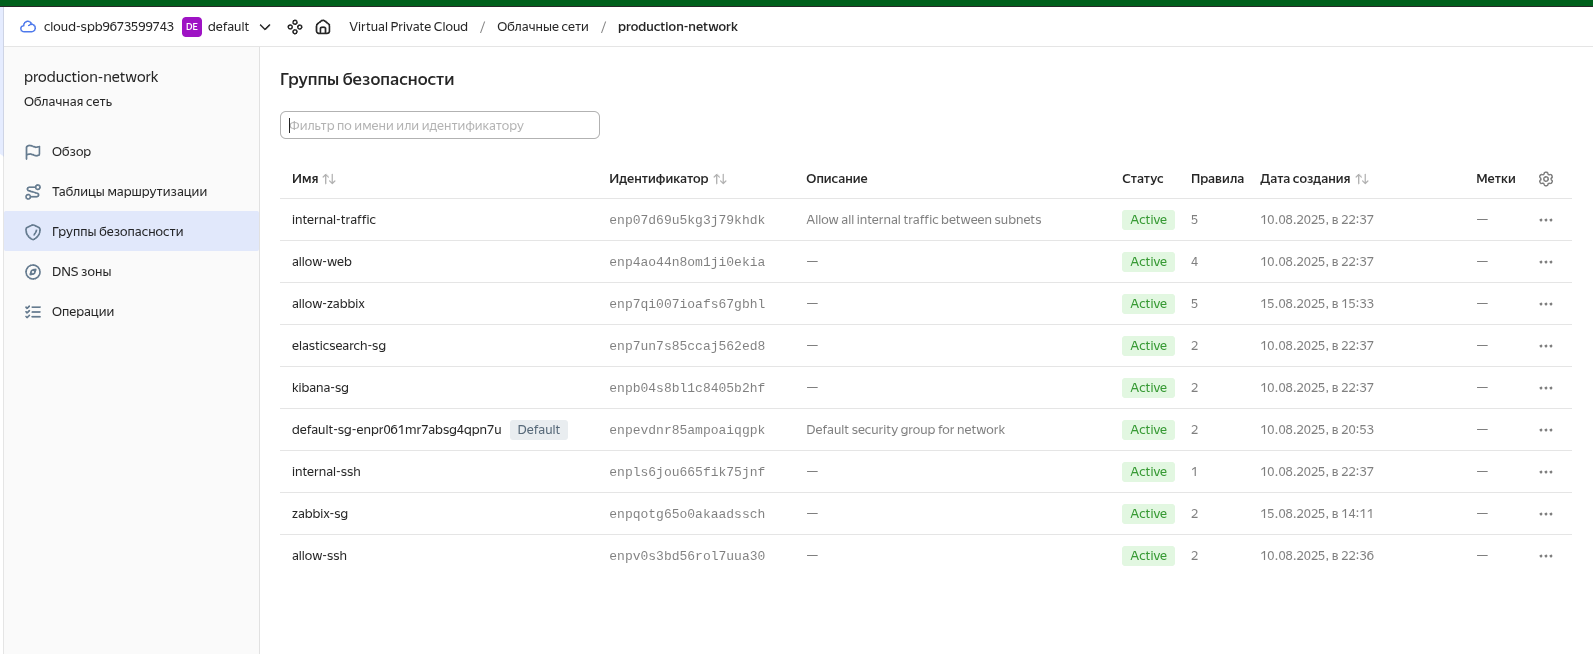 cloud-spb9673599743 DE default Virtual Private Cloud / Облачные сети / production-network
production-network
Облачная сеть
Обзор
Таблицы маршрутизации
Группы безопасности
DNS зоны
Операции
Группы безопасности
Фильтр по имени или идентификатору
Имя Идентификатор Описание Статус Правила Дата создания Метки
internal-traffic enp07d69u5kg3j79khdk Allow all internal traffic between subnets Active 5 10.08.2025, в 22:37 —
allow-web enp4ao44n8om1ji0ekia — Active 4 10.08.2025, в 22:37 —
allow-zabbix enp7qi007ioafs67gbhl — Active 5 15.08.2025, в 15:33 —
elasticsearch-sg enp7un7s85ccaj562ed8 — Active 2 10.08.2025, в 22:37 —
kibana-sg enpb04s8bl1c8405b2hf — Active 2 10.08.2025, в 22:37 —
default-sg-enpr061mr7absg4qpn7u Default enpevdnr85ampoaiqgpk Default security group for network Active 2 10.08.2025, в 20:53 —
internal-ssh enpls6jou665fik75jnf — Active 1 10.08.2025, в 22:37 —
zabbix-sg enpqotg65o0akaadssch — Active 2 15.08.2025, в 14:11 —
allow-ssh enpv0s3bd56rol7uua30 — Active 2 10.08.2025, в 22:36 —